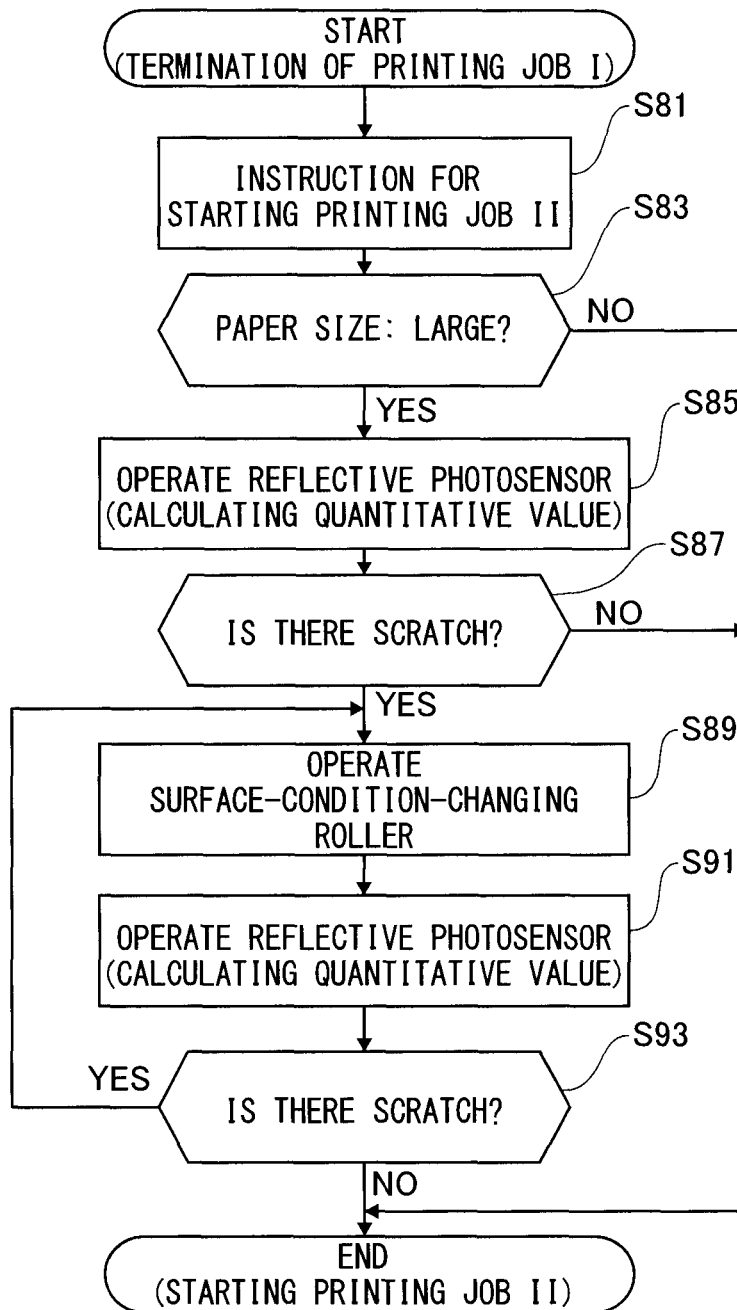 START
(TERMINATION OF PRINTING JOB I)
S81
INSTRUCTION FOR
STARTING PRINTING JOB II
S83
PAPER SIZE: LARGE?
NO
YES
S85
OPERATE REFLECTIVE PHOTOSENSOR
(CALCULATING QUANTITATIVE VALUE)
S87
IS THERE SCRATCH?
NO
YES
S89
OPERATE
SURFACE-CONDITION-CHANGING
ROLLER
S91
OPERATE REFLECTIVE PHOTOSENSOR
(CALCULATING QUANTITATIVE VALUE)
S93
YES
IS THERE SCRATCH?
NO
END
(STARTING PRINTING JOB II)